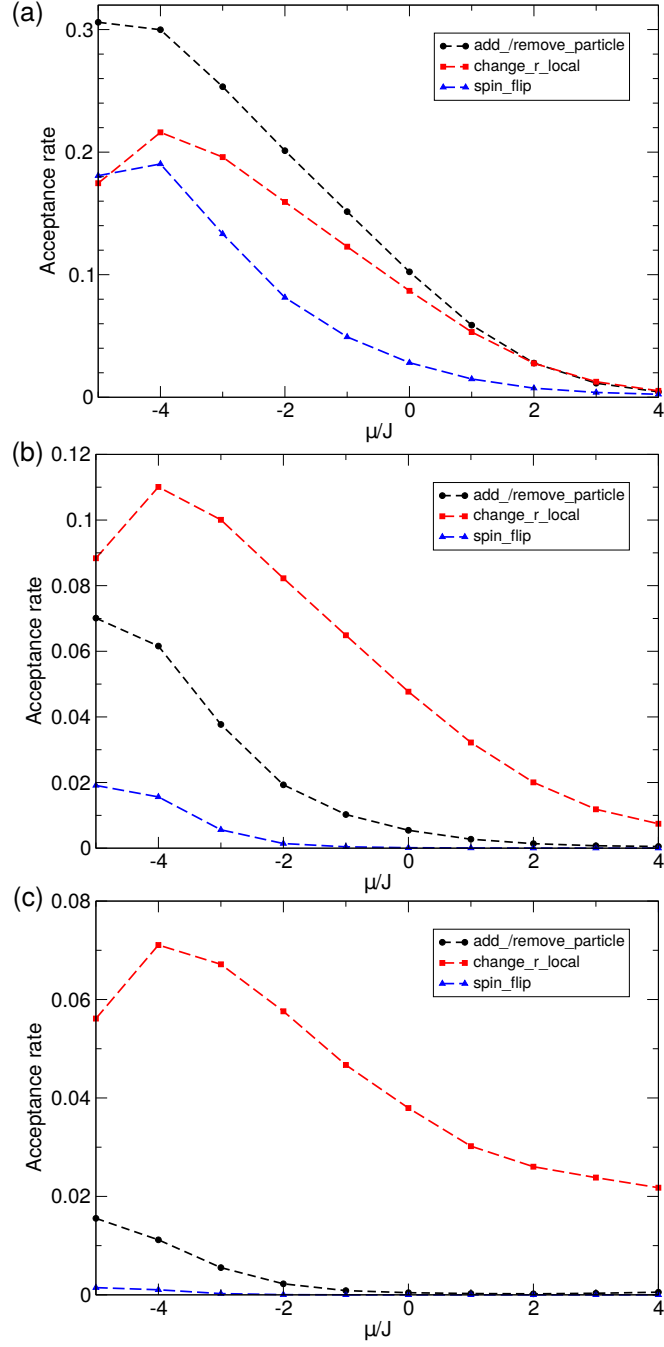 (a)
0.3
0.2
0.1
0
Acceptance rate
add_/remove_particle
change_r_local
spin_flip
-4
-2
0
2
4
μ/J
(b)
0.12
0.1
0.08
0.06
0.04
0.02
0
Acceptance rate
add_/remove_particle
change_r_local
spin_flip
-4
-2
0
2
4
μ/J
(c)
0.08
0.06
0.04
0.02
0
Acceptance rate
add_/remove_particle
change_r_local
spin_flip
-4
-2
0
2
4
μ/J